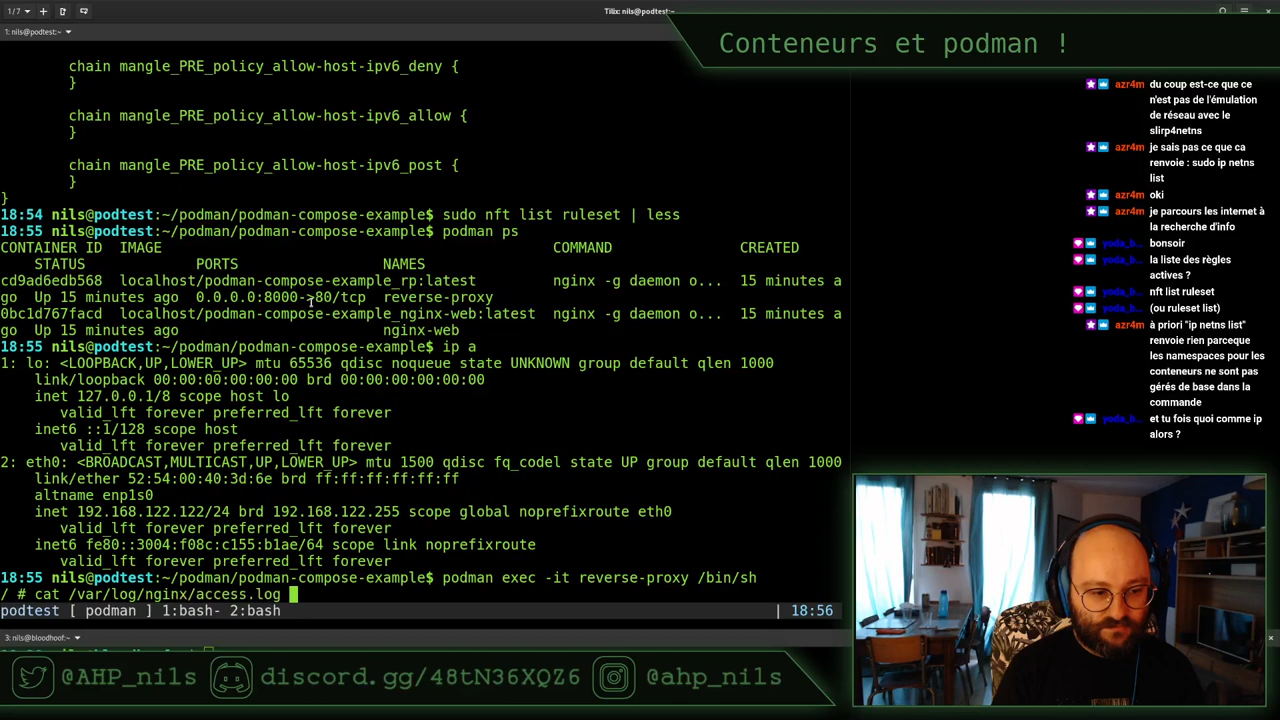 1/7
Tilix: nils@podtest:~
1: nils@podtest:~
Conteneurs et podman !
chain mangle_PRE_policy_allow-host-ipv6_deny {
}
chain mangle_PRE_policy_allow-host-ipv6_allow {
}
chain mangle_PRE_policy_allow-host-ipv6_post {
}
}
18:54 nils@podtest:~/podman/podman-compose-example$ sudo nft list ruleset | less
18:55 nils@podtest:~/podman/podman-compose-example$ podman ps
CONTAINER ID  IMAGE                                               COMMAND               CREATED
    STATUS         PORTS                 NAMES
cd9ad6edb568  localhost/podman-compose-example_rp:latest         nginx -g daemon o...  15 minutes a
go  Up 15 minutes ago  0.0.0.0:8000->80/tcp  reverse-proxy
0bc1d767facd  localhost/podman-compose-example_nginx-web:latest  nginx -g daemon o...  15 minutes a
go  Up 15 minutes ago                        nginx-web
18:55 nils@podtest:~/podman/podman-compose-example$ ip a
1: lo: <LOOPBACK,UP,LOWER_UP> mtu 65536 qdisc noqueue state UNKNOWN group default qlen 1000
link/loopback 00:00:00:00:00:00 brd 00:00:00:00:00:00
inet 127.0.0.1/8 scope host lo
valid_lft forever preferred_lft forever
inet6 ::1/128 scope host
valid_lft forever preferred_lft forever
2: eth0: <BROADCAST,MULTICAST,UP,LOWER_UP> mtu 1500 qdisc fq_codel state UP group default qlen 1000
link/ether 52:54:00:40:3d:6e brd ff:ff:ff:ff:ff:ff
altname enp1s0
inet 192.168.122.122/24 brd 192.168.122.255 scope global noprefixroute eth0
valid_lft forever preferred_lft forever
inet6 fe80::3004:f08c:c155:b1ae/64 scope link noprefixroute
valid_lft forever preferred_lft forever
18:55 nils@podtest:~/podman/podman-compose-example$ podman exec -it reverse-proxy /bin/sh
/ # cat /var/log/nginx/access.log
podtest [ podman ] 1:bash- 2:bash | 18:56
3: nils@bloodhoof:~
azr4m du coup est-ce que ce
n'est pas de l'émulation
de réseau avec le
slirp4netns
azr4m je sais pas ce que ca
renvoie : sudo ip netns
list
azr4m oki
azr4m je parcours les internet à
la recherche d'info
yoda_b... bonsoir
yoda_b... la liste des règles
actives ?
yoda_b... nft list ruleset
yoda_b... (ou ruleset list)
azr4m à priori "ip netns list"
renvoie rien parceque
les namespaces pour les
conteneurs ne sont pas
gérés de base dans la
commande
yoda_b... et tu fois quoi comme ip
alors ?
@AHP_nils
discord.gg/48tN36XQZ6
@ahp_nils